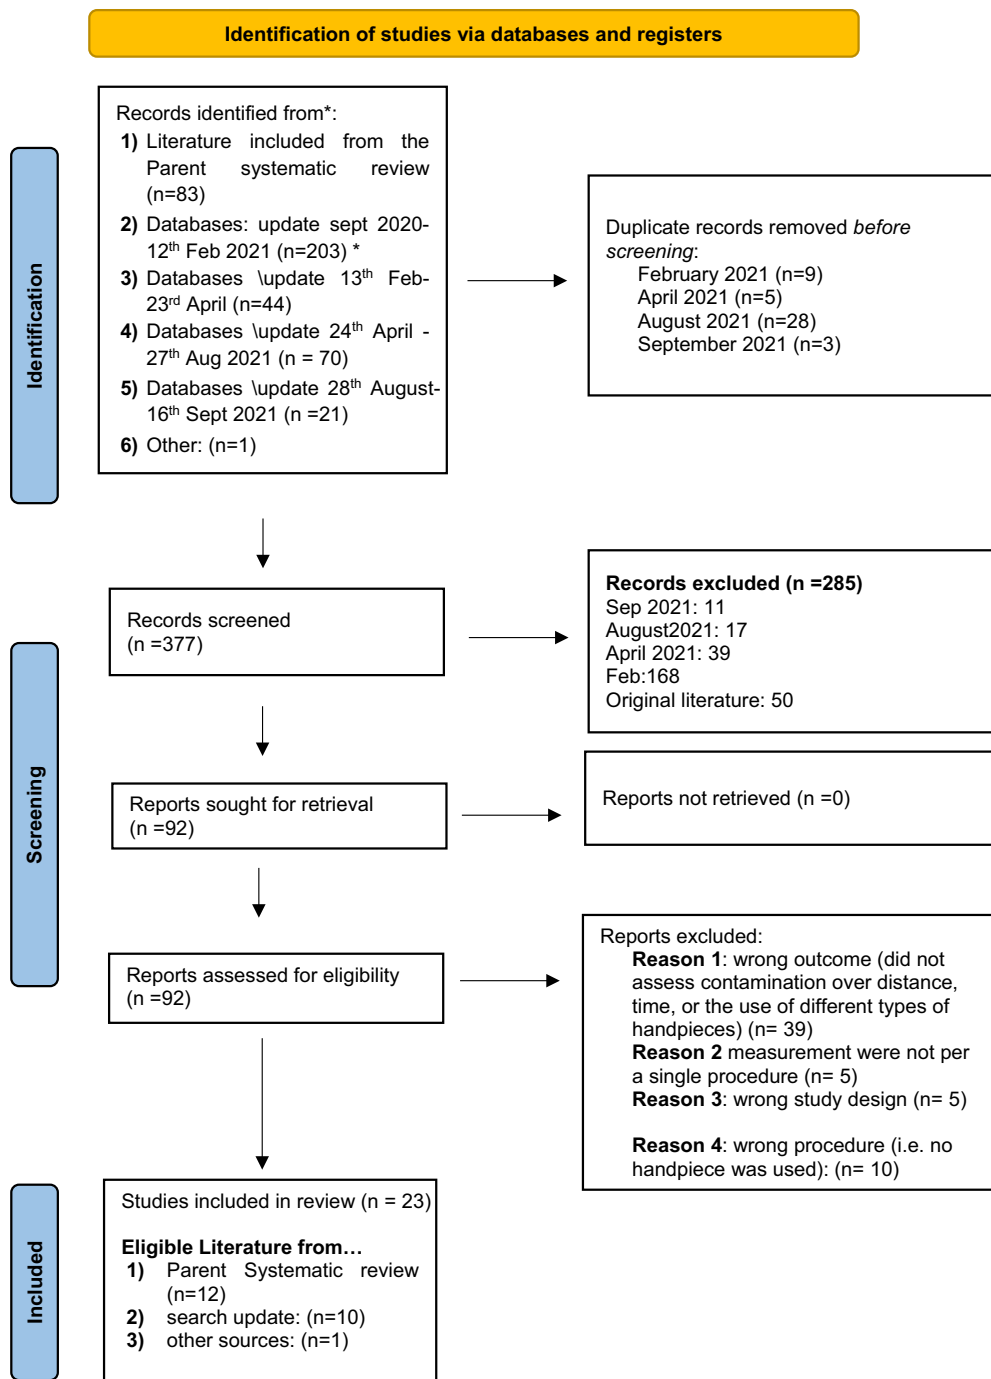 Identification of studies via databases and registers
Identification
Records identified from*:
1) Literature included from the
Parent systematic review
(n=83)
2) Databases: update sept 2020-
12th Feb 2021 (n=203) *
3) Databases \update 13th Feb-
23rd April (n=44)
4) Databases \update 24th April -
27th Aug 2021 (n = 70)
5) Databases \update 28th August-
16th Sept 2021 (n =21)
6) Other: (n=1)
Duplicate records removed before
screening:
February 2021 (n=9)
April 2021 (n=5)
August 2021 (n=28)
September 2021 (n=3)
Screening
Records screened
(n =377)
Records excluded (n =285)
Sep 2021: 11
August2021: 17
April 2021: 39
Feb:168
Original literature: 50
Reports sought for retrieval
(n =92)
Reports not retrieved (n =0)
Reports assessed for eligibility
(n =92)
Reports excluded:
Reason 1: wrong outcome (did not
assess contamination over distance,
time, or the use of different types of
handpieces) (n= 39)
Reason 2 measurement were not per
a single procedure (n= 5)
Reason 3: wrong study design (n= 5)
Reason 4: wrong procedure (i.e. no
handpiece was used): (n= 10)
Included
Studies included in review (n = 23)
Eligible Literature from…
1) Parent Systematic review
(n=12)
2) search update: (n=10)
3) other sources: (n=1)